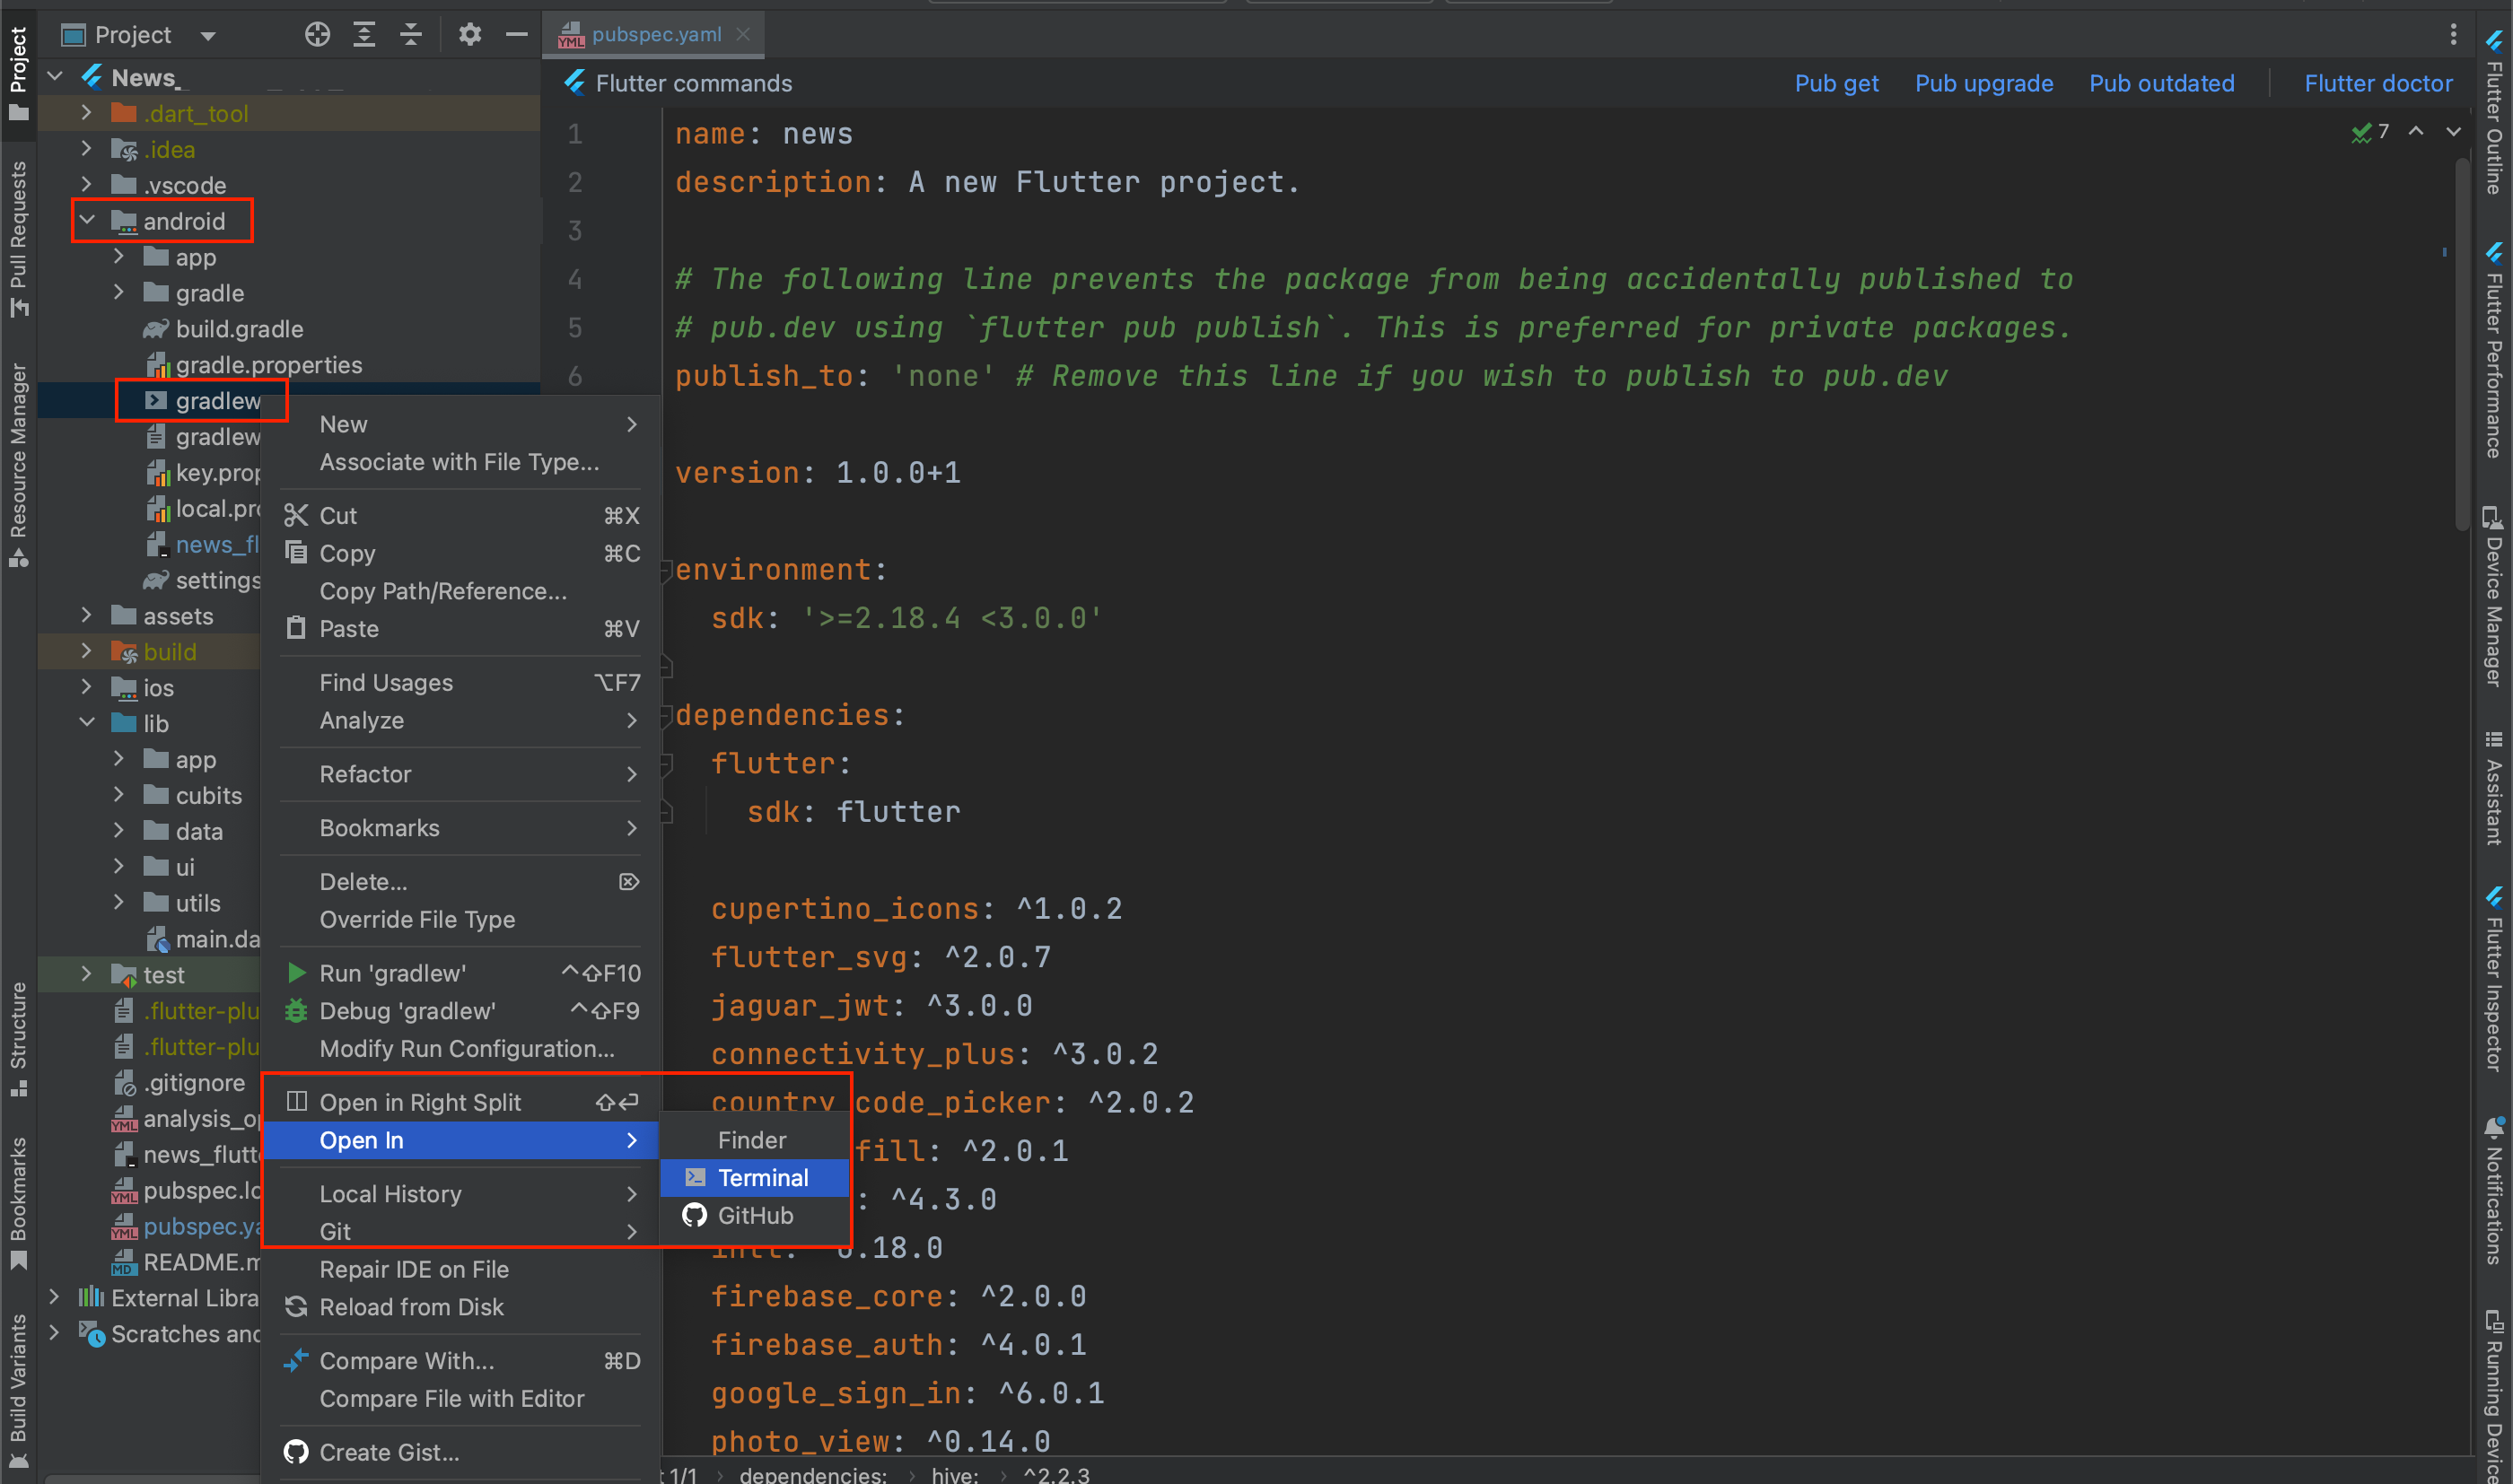 Project
Project
Pull Requests
Resource Manager
Structure
Bookmarks
Build Variants
News_
.dart_tool
.idea
.vscode
android
app
gradle
build.gradle
gradle.properties
gradlew
gradlew
key.prop
local.pro
news_fl
settings
assets
build
ios
lib
app
cubits
data
ui
utils
main.da
test
.flutter-plu
.flutter-plu
.gitignore
analysis_op
news_flutt
pubspec.lo
pubspec.ya
README.m
External Libra
Scratches and
New
Associate with File Type...
Cut ⌘X
Copy ⌘C
Copy Path/Reference...
Paste ⌘V
Find Usages ⌥F7
Analyze
Refactor
Bookmarks
Delete...
Override File Type
Run 'gradlew' ^⇧F10
Debug 'gradlew' ^⇧F9
Modify Run Configuration...
Open in Right Split ⇧⏎
Open In
Local History
Git
Repair IDE on File
Reload from Disk
Compare With... ⌘D
Compare File with Editor
Create Gist...
Finder
Terminal
GitHub
pubspec.yaml
Flutter commands
Pub get Pub upgrade Pub outdated Flutter doctor
7
1 name: news
2 description: A new Flutter project.
3
4 # The following line prevents the package from being accidentally published to
5 # pub.dev using `flutter pub publish`. This is preferred for private packages.
6 publish_to: 'none' # Remove this line if you wish to publish to pub.dev
version: 1.0.0+1
environment:
sdk: '>=2.18.4 <3.0.0'
dependencies:
flutter:
sdk: flutter
cupertino_icons: ^1.0.2
flutter_svg: ^2.0.7
jaguar_jwt: ^3.0.0
connectivity_plus: ^3.0.2
country_code_picker: ^2.0.2
fill: ^2.0.1
: ^4.3.0
intl: ^0.18.0
firebase_core: ^2.0.0
firebase_auth: ^4.0.1
google_sign_in: ^6.0.1
photo_view: ^0.14.0
t 1/1 › dependencies: › hive: › ^2.2.3
Flutter Outline
Flutter Performance
Device Manager
Assistant
Flutter Inspector
Notifications
Running Device